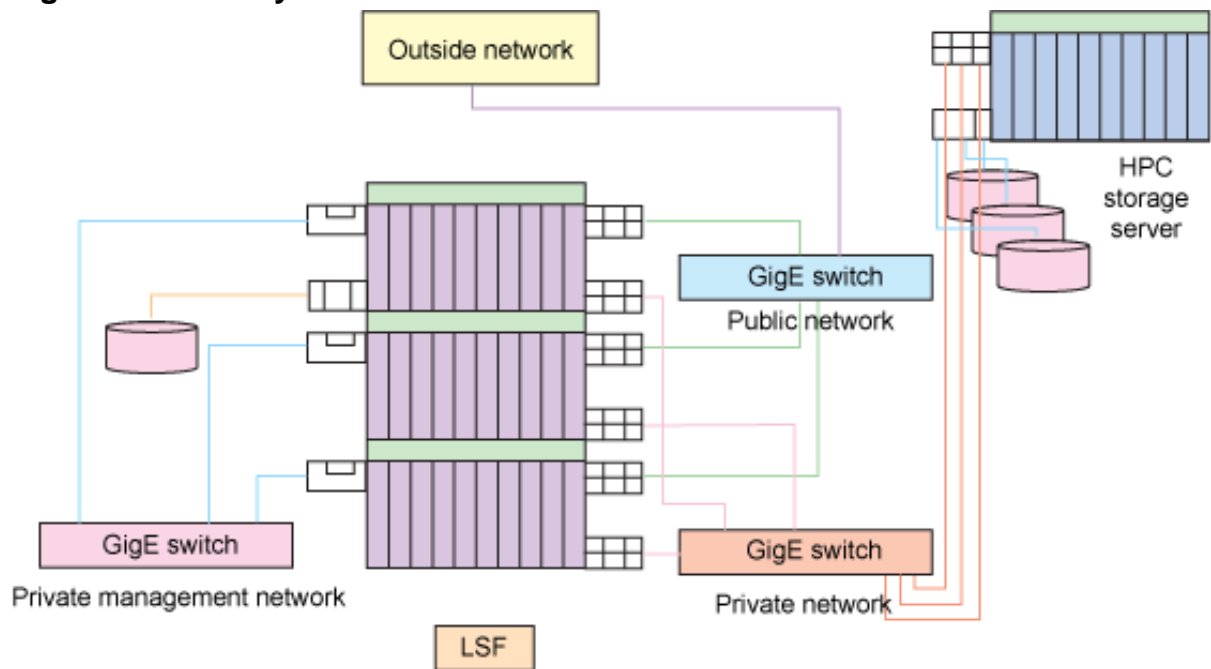 Outside network
HPC
storage
server
GigE switch
Public network
GigE switch
Private management network
GigE switch
Private network
LSF